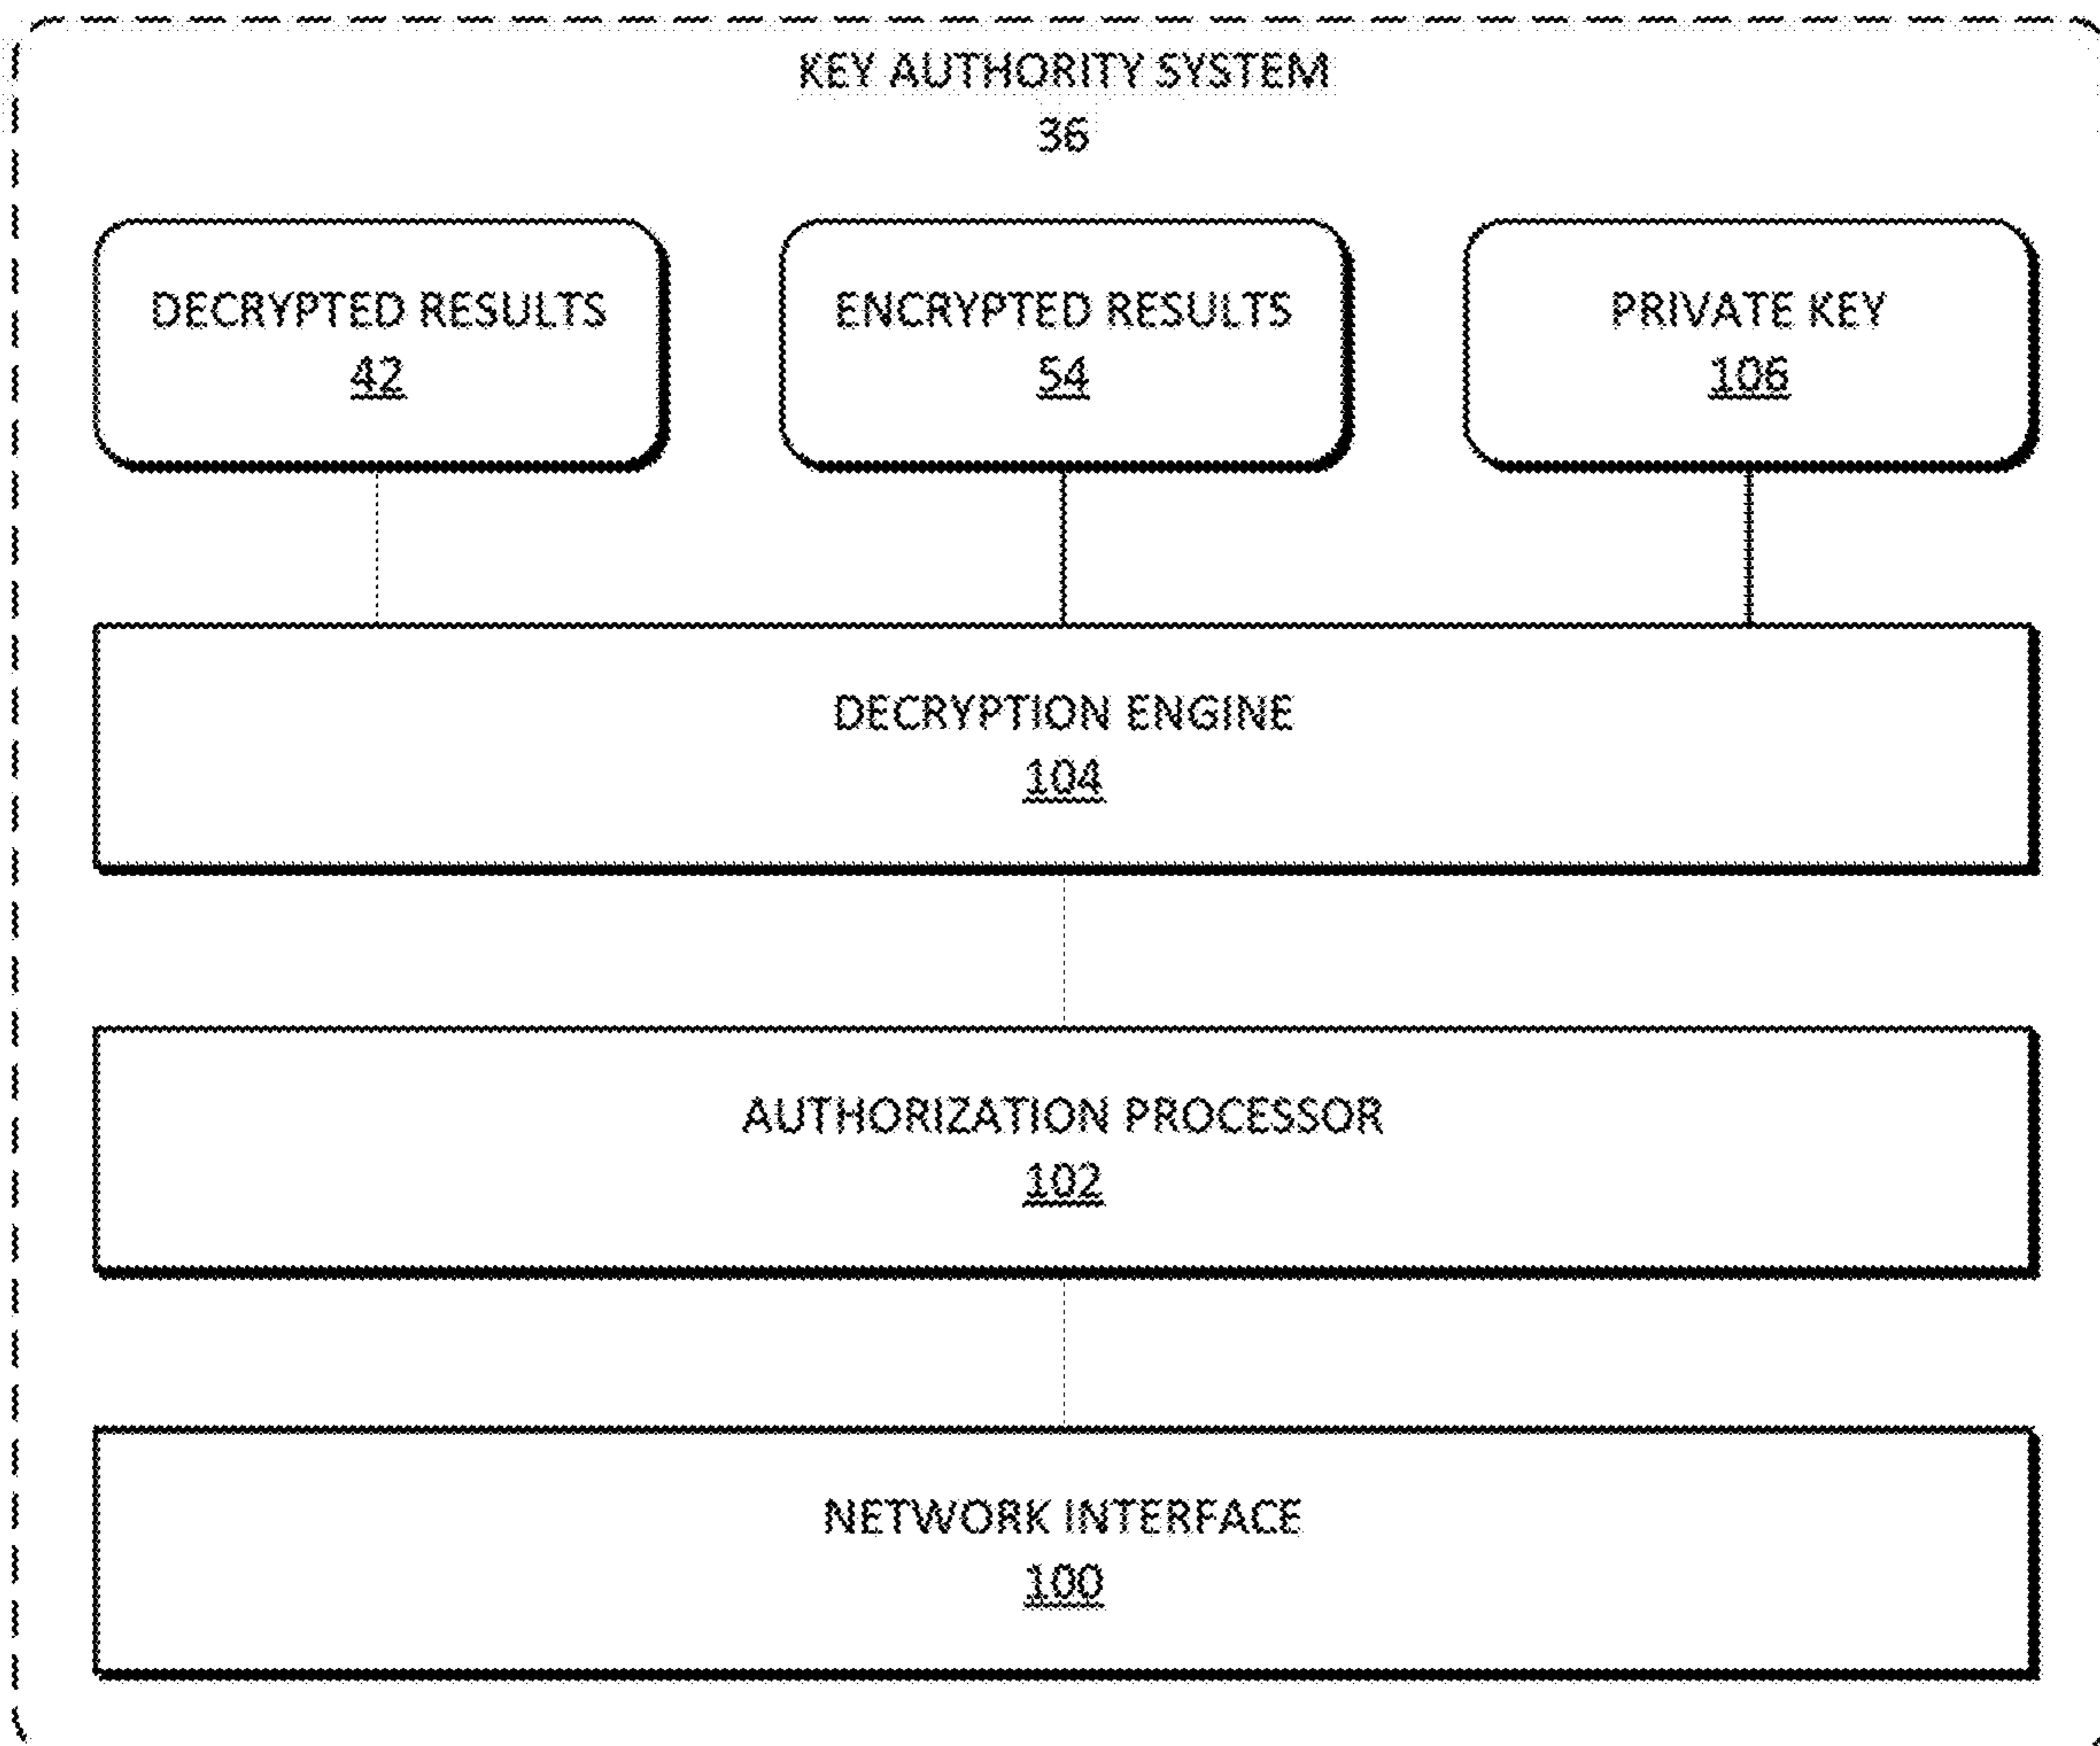 KEY AUTHORITY SYSTEM
36
DECRYPTED RESULTS
42
ENCRYPTED RESULTS
54
PRIVATE KEY
106
DECRYPTION ENGINE
104
AUTHORIZATION PROCESSOR
102
NETWORK INTERFACE
100